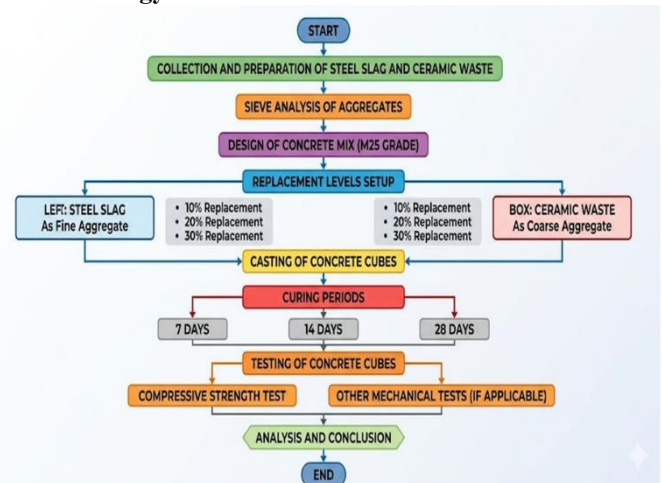 START
COLLECTION AND PREPARATION OF STEEL SLAG AND CERAMIC WASTE
SIEVE ANALYSIS OF AGGREGATES
DESIGN OF CONCRETE MIX (M25 GRADE)
REPLACEMENT LEVELS SETUP
LEFT: STEEL SLAG
As Fine Aggregate
• 10% Replacement
• 20% Replacement
• 30% Replacement
• 10% Replacement
• 20% Replacement
• 30% Replacement
BOX: CERAMIC WASTE
As Coarse Aggregate
CASTING OF CONCRETE CUBES
CURING PERIODS
7 DAYS
14 DAYS
28 DAYS
TESTING OF CONCRETE CUBES
COMPRESSIVE STRENGTH TEST
OTHER MECHANICAL TESTS (IF APPLICABLE)
ANALYSIS AND CONCLUSION
END